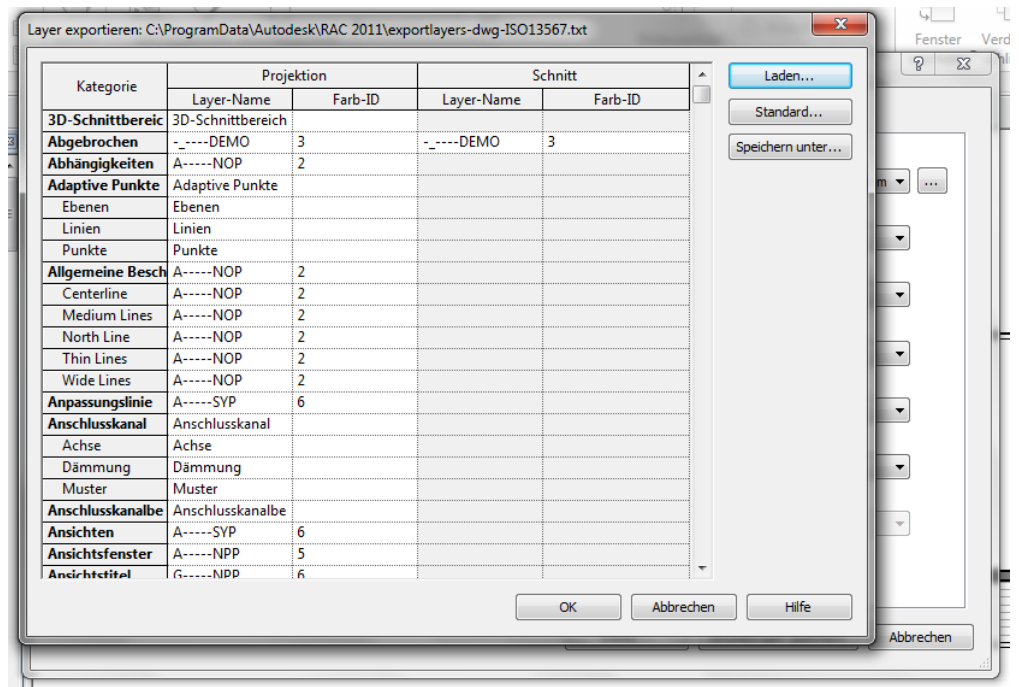 Layer exportieren: C:\ProgramData\Autodesk\RAC 2011\exportlayers-dwg-ISO13567.txt
Fenster
Kategorie Projektion Schnitt
Layer-Name Farb-ID Layer-Name Farb-ID
3D-Schnittbereic 3D-Schnittbereich
Abgebrochen -_----DEMO 3 -_----DEMO 3
Abhängigkeiten A-----NOP 2
Adaptive Punkte Adaptive Punkte
Ebenen Ebenen
Linien Linien
Punkte Punkte
Allgemeine Besch A-----NOP 2
Centerline A-----NOP 2
Medium Lines A-----NOP 2
North Line A-----NOP 2
Thin Lines A-----NOP 2
Wide Lines A-----NOP 2
Anpassungslinie A-----SYP 6
Anschlusskanal Anschlusskanal
Achse Achse
Dämmung Dämmung
Muster Muster
Anschlusskanalbe Anschlusskanalbe
Ansichten A-----SYP 6
Ansichtsfenster A-----NPP 5
Ansichtstitel G-----NPP 6
Laden...
Standard...
Speichern unter...
m ...
OK Abbrechen Hilfe
Abbrechen